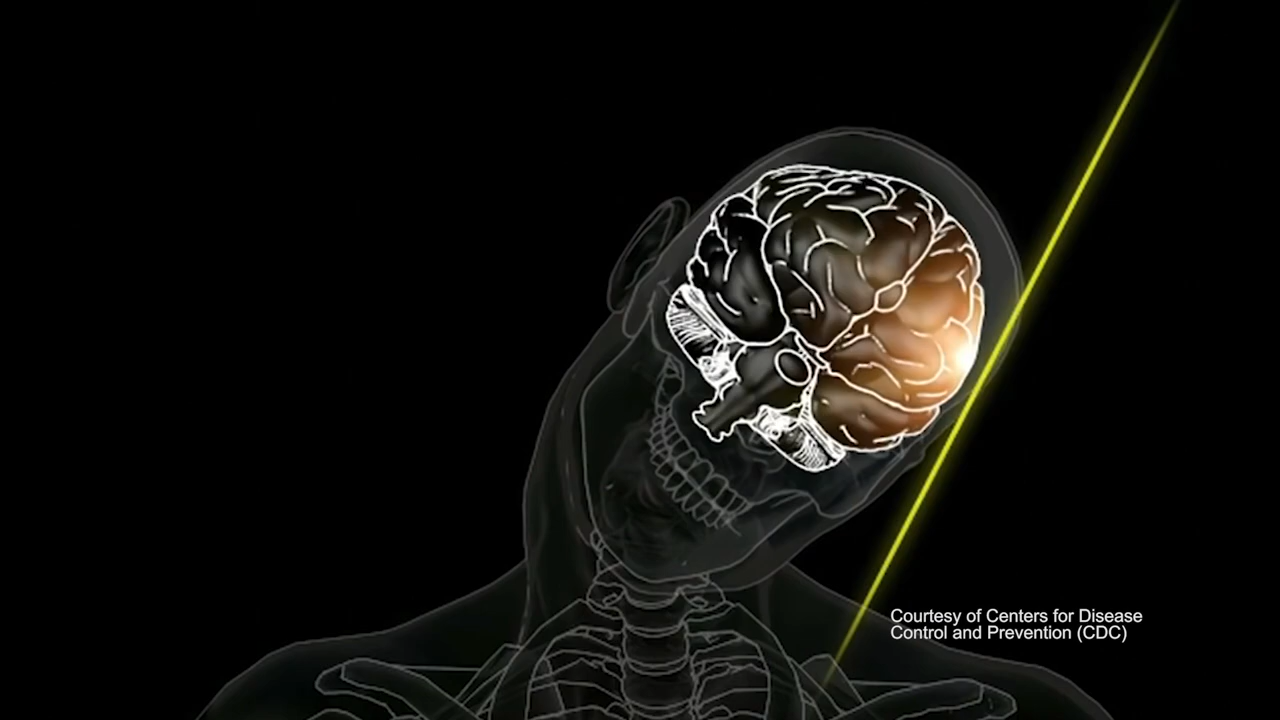 Courtesy of Centers for Disease
Control and Prevention (CDC)